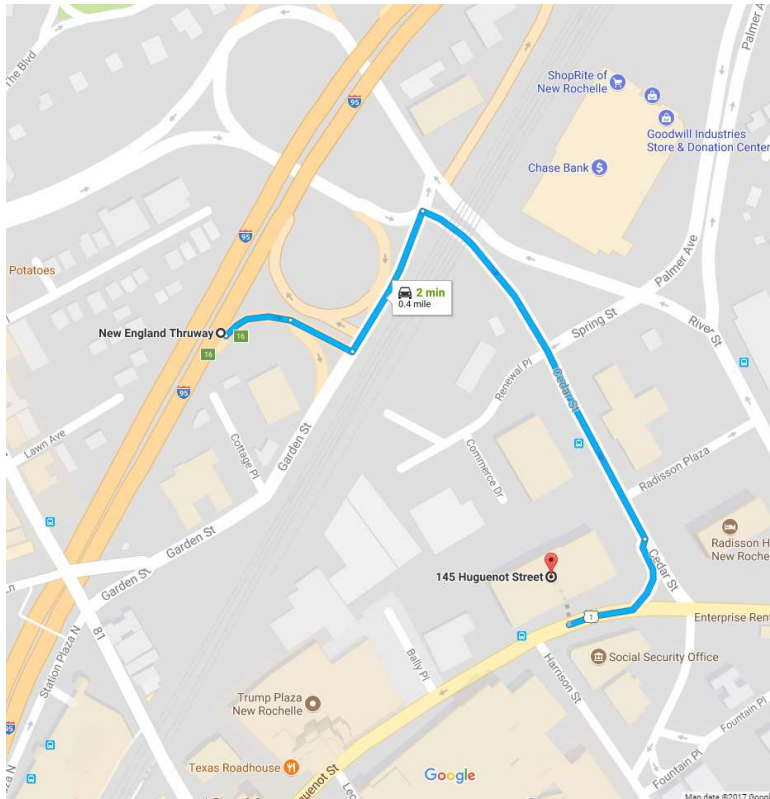 The Blvd
Palmer A
95
ShopRite of
New Rochelle
Goodwill Industries
Store & Donation Center
Chase Bank
$
95
Potatoes
Palmer Ave
2 min
0.4 mile
New England Thruway
16
16
Spring St
River St
Renewal Pl
95
Cedar St
Lawn Ave
Cottage Pl
Garden St
Commerce Dr
Radisson Plaza
Radisson H
New Roche
Garden St
Cedar St
145 Huguenot Street
Garden St
1
Enterprise Rent
81
Station Plaza N
Bally Pl
Harrison St
Social Security Office
Trump Plaza
New Rochelle
Fountain Pl
95
Texas Roadhouse
Google
Fountain Pl
Huguenot St
Map data ©2017 Googl